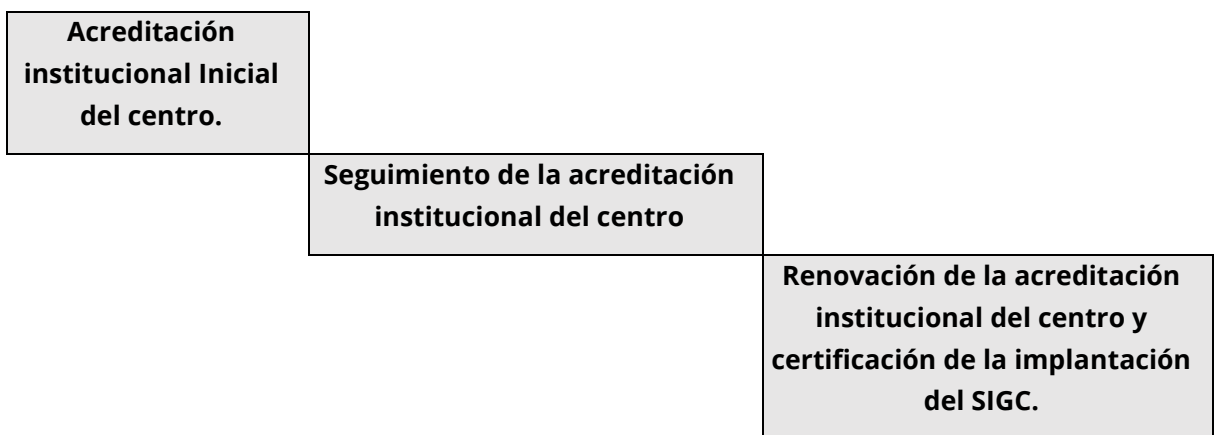 Acreditación
institucional Inicial
del centro.
Seguimiento de la acreditación
institucional del centro
Renovación de la acreditación
institucional del centro y
certificación de la implantación
del SIGC.